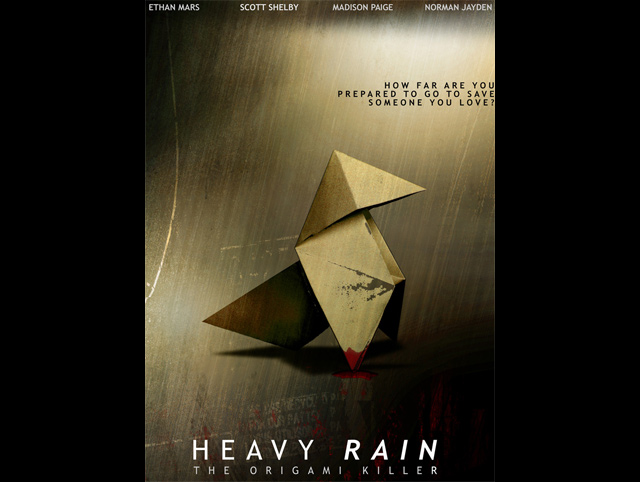 ETHAN MARS SCOTT SHELBY MADISON PAIGE NORMAN JAYDEN
HOW FAR ARE YOU
PREPARED TO GO TO SAVE
SOMEONE YOU LOVE?
HEAVY RAIN
THE ORIGAMI KILLER